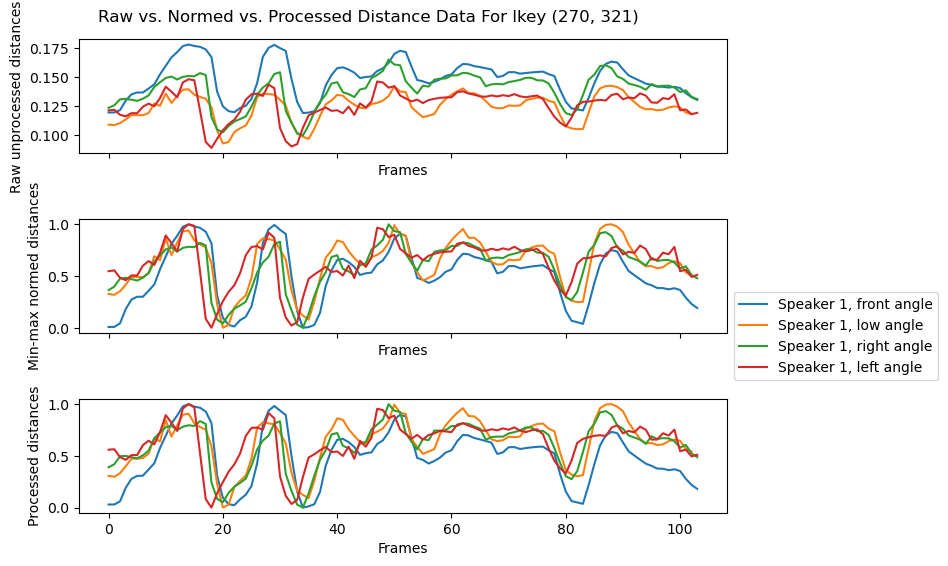 Raw vs. Normed vs. Processed Distance Data For Ikey (270, 321)
Raw unprocessed distances
0.175
0.150
0.125
0.100
Frames
Min-max normed distances
1.0
0.5
0.0
Frames
Speaker 1, front angle
Speaker 1, low angle
Speaker 1, right angle
Speaker 1, left angle
Processed distances
1.0
0.5
0.0
0 20 40 60 80 100
Frames